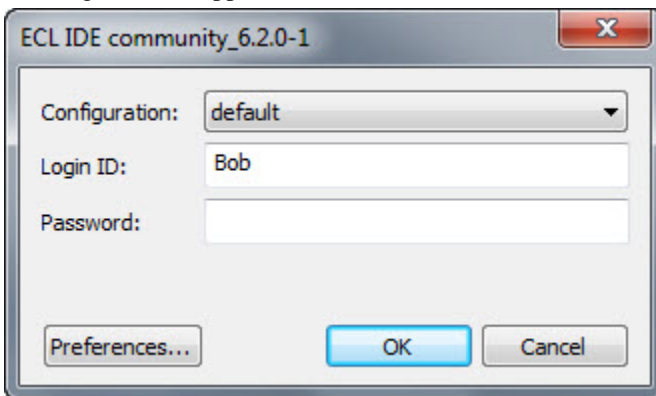 ECL IDE community_6.2.0-1
Configuration: default
Login ID: Bob
Password:
Preferences... OK Cancel